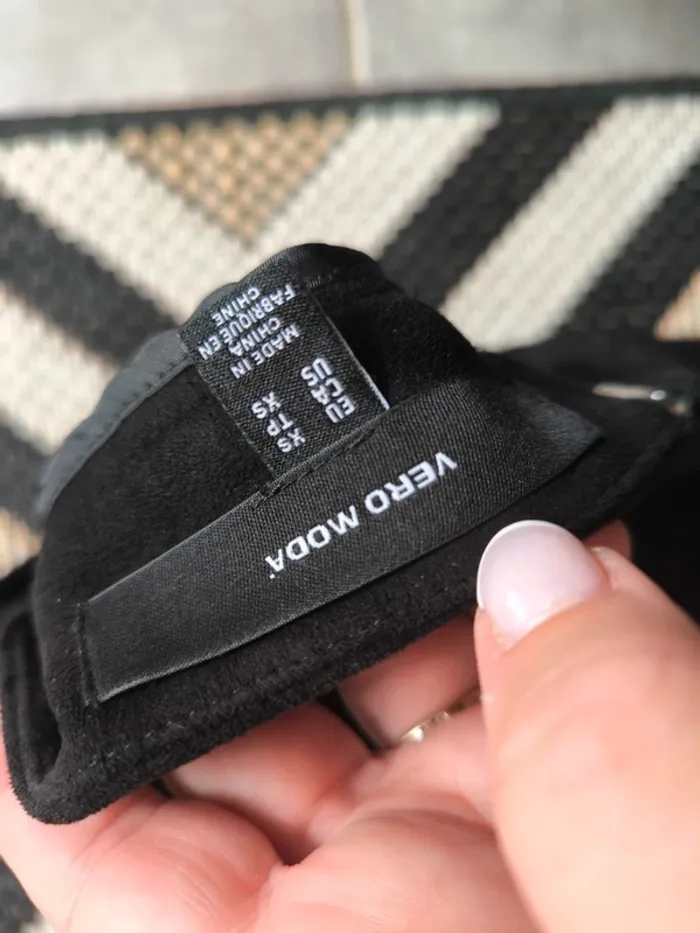 VERO MODA
EU XS
CA TP
US XS
MADE IN
CHINA
FABRIQUÉ EN
CHINE